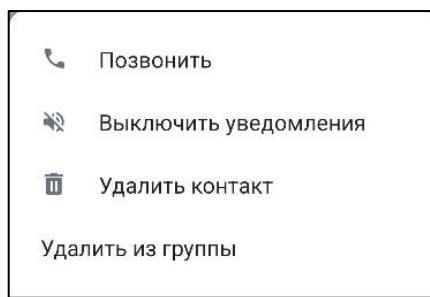 Позвонить
Выключить уведомления
Удалить контакт
Удалить из группы